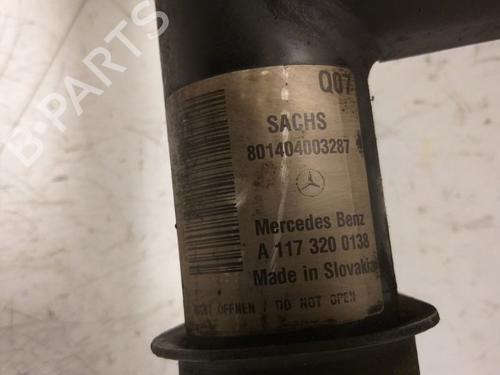 B-PARTS
Q07
SACHS
801404003287
Mercedes Benz
A 117 320 0138
Made in Slovakia
NICHT ÖFFNEN / DO NOT OPEN